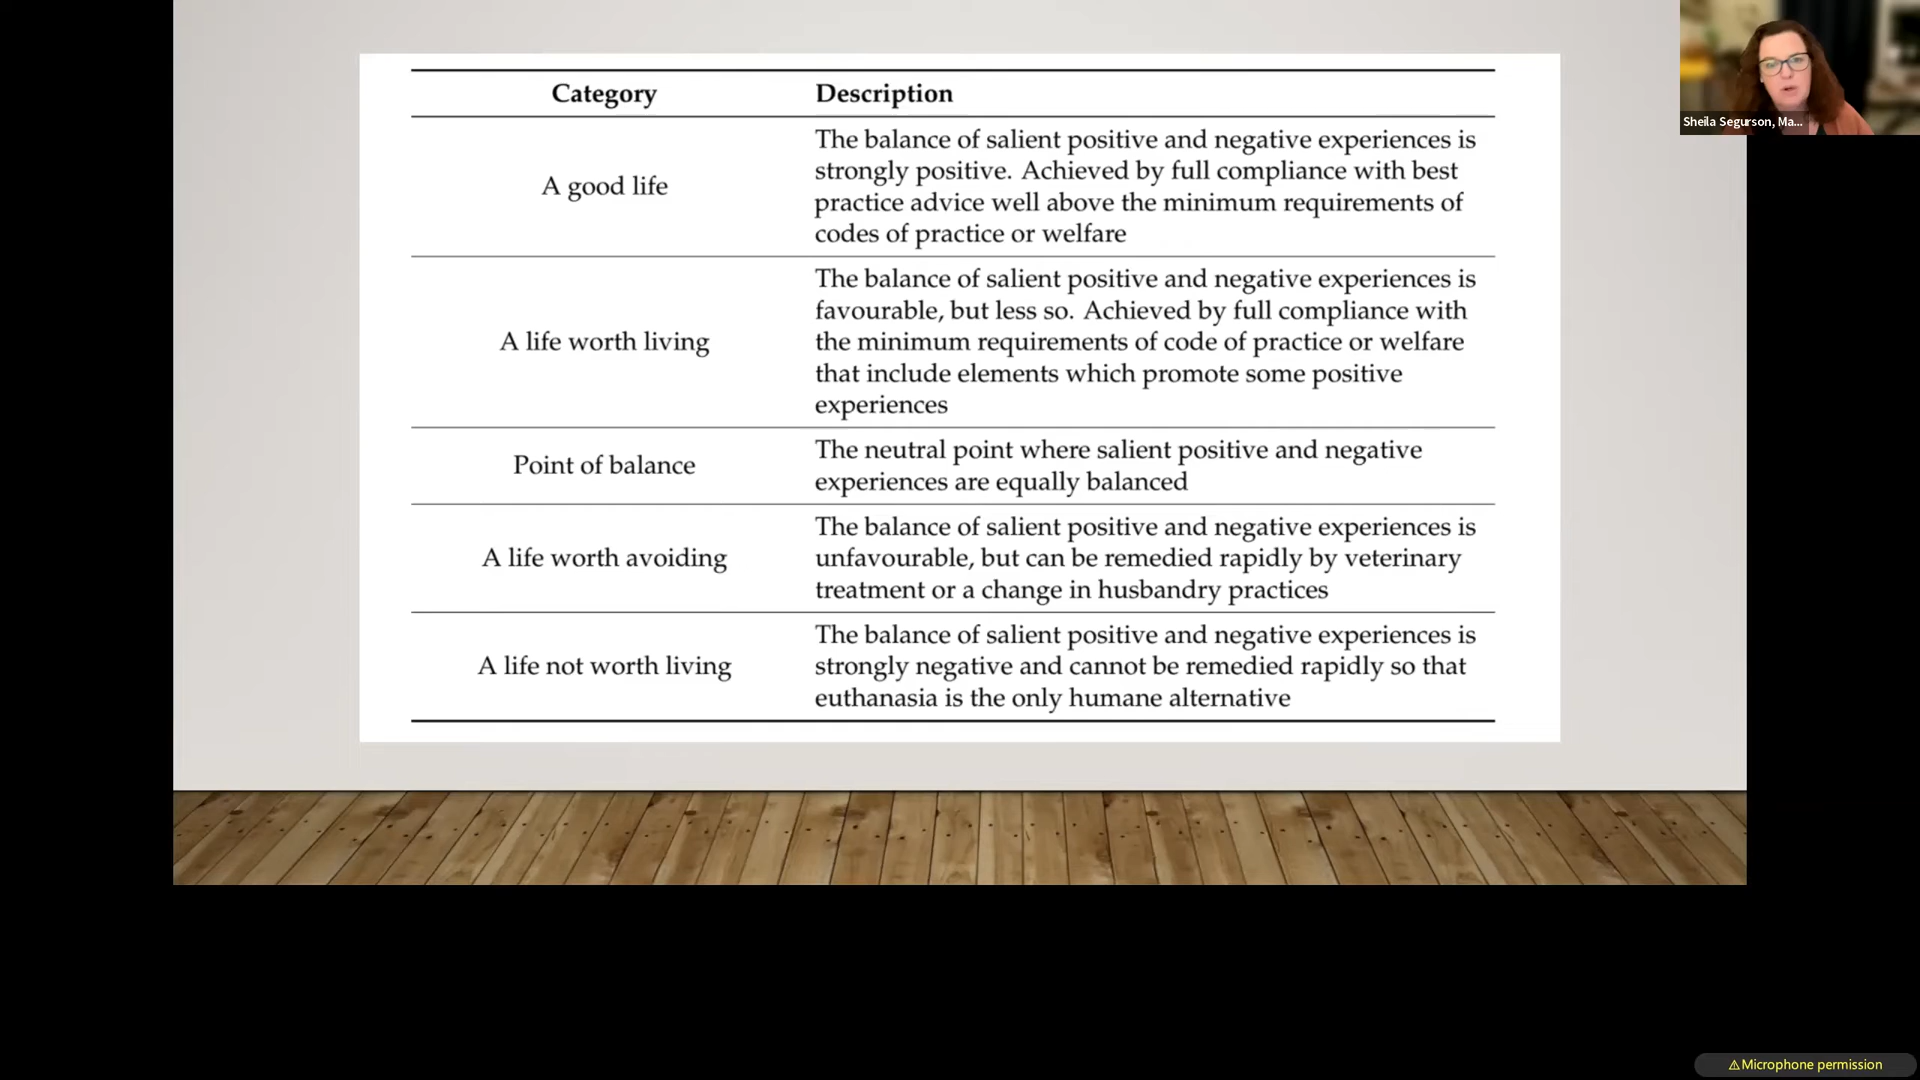 Category Description
A good life
The balance of salient positive and negative experiences is
strongly positive. Achieved by full compliance with best
practice advice well above the minimum requirements of
codes of practice or welfare
A life worth living
The balance of salient positive and negative experiences is
favourable, but less so. Achieved by full compliance with
the minimum requirements of code of practice or welfare
that include elements which promote some positive
experiences
Point of balance
The neutral point where salient positive and negative
experiences are equally balanced
A life worth avoiding
The balance of salient positive and negative experiences is
unfavourable, but can be remedied rapidly by veterinary
treatment or a change in husbandry practices
A life not worth living
The balance of salient positive and negative experiences is
strongly negative and cannot be remedied rapidly so that
euthanasia is the only humane alternative
Sheila Segurson, Ma...
⚠Microphone permission